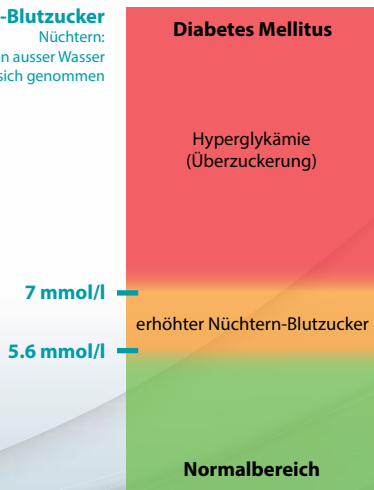 -Blutzucker
Nüchtern:
n ausser Wasser
sich genommen
Diabetes Mellitus
Hyperglykämie
(Überzuckerung)
7 mmol/l
erhöhter Nüchtern-Blutzucker
5.6 mmol/l
Normalbereich